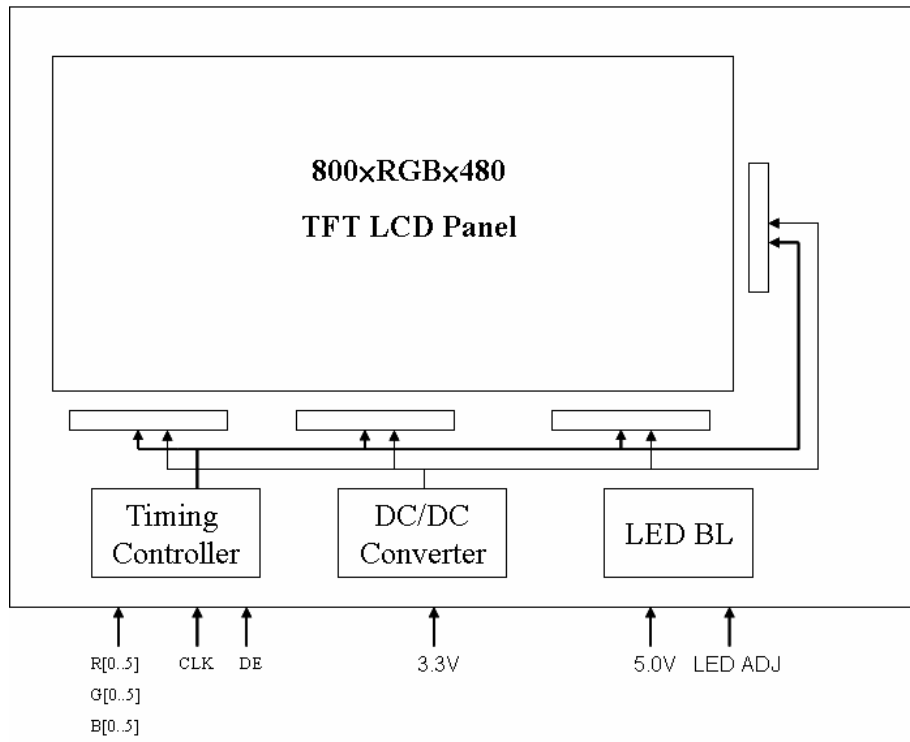 800xRGBx480
TFT LCD Panel
Timing
Controller
DC/DC
Converter
LED BL
R[0..5]
G[0..5]
B[0..5]
CLK
DE
3.3V
5.0V
LED ADJ